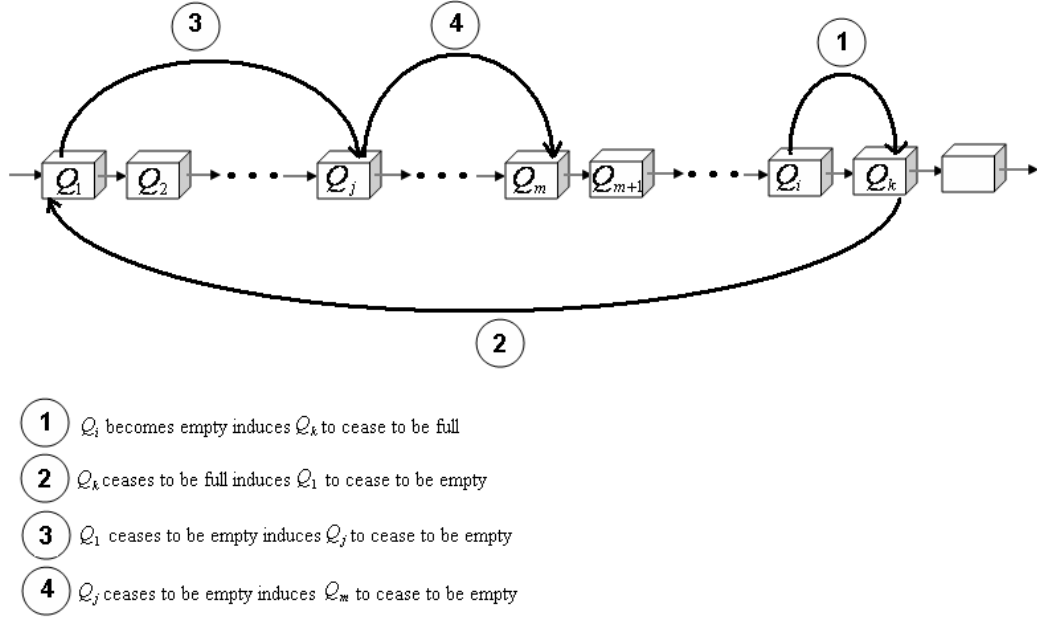 3
4
1
Q1 Q2 Qj Qm Qm+1 Qi Qk
2
1 Qi becomes empty induces Qk to cease to be full
2 Qk ceases to be full induces Q1 to cease to be empty
3 Q1 ceases to be empty induces Qj to cease to be empty
4 Qj ceases to be empty induces Qm to cease to be empty